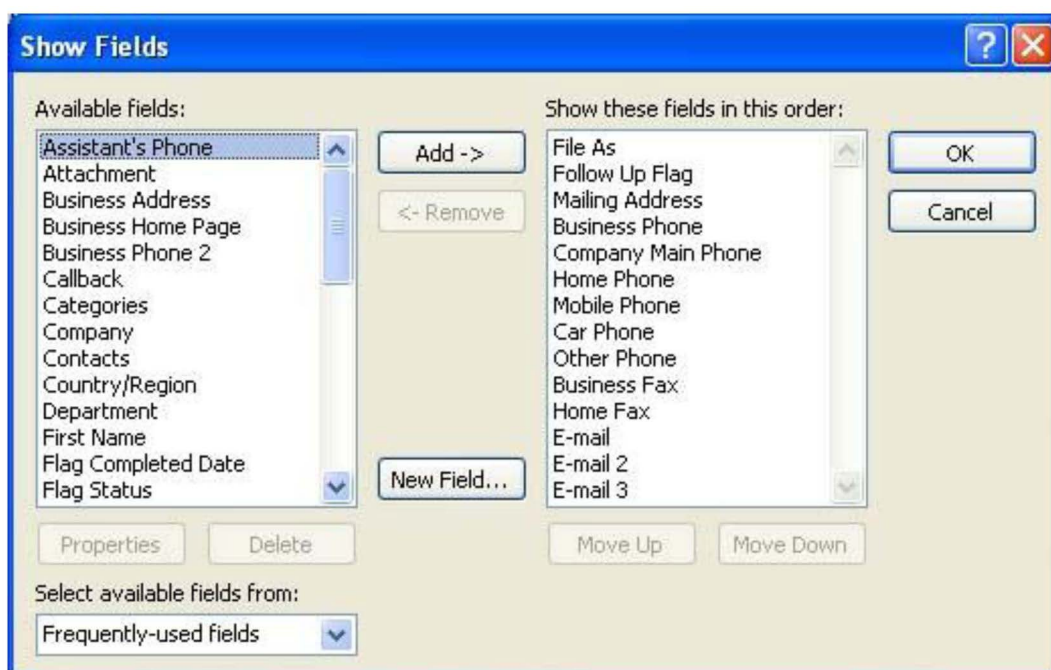 Show Fields
Available fields:
Assistant's Phone
Attachment
Business Address
Business Home Page
Business Phone 2
Callback
Categories
Company
Contacts
Country/Region
Department
First Name
Flag Completed Date
Flag Status
Add ->
<- Remove
New Field...
Show these fields in this order:
File As
Follow Up Flag
Mailing Address
Business Phone
Company Main Phone
Home Phone
Mobile Phone
Car Phone
Other Phone
Business Fax
Home Fax
E-mail
E-mail 2
E-mail 3
OK
Cancel
Properties
Delete
Move Up
Move Down
Select available fields from:
Frequently-used fields